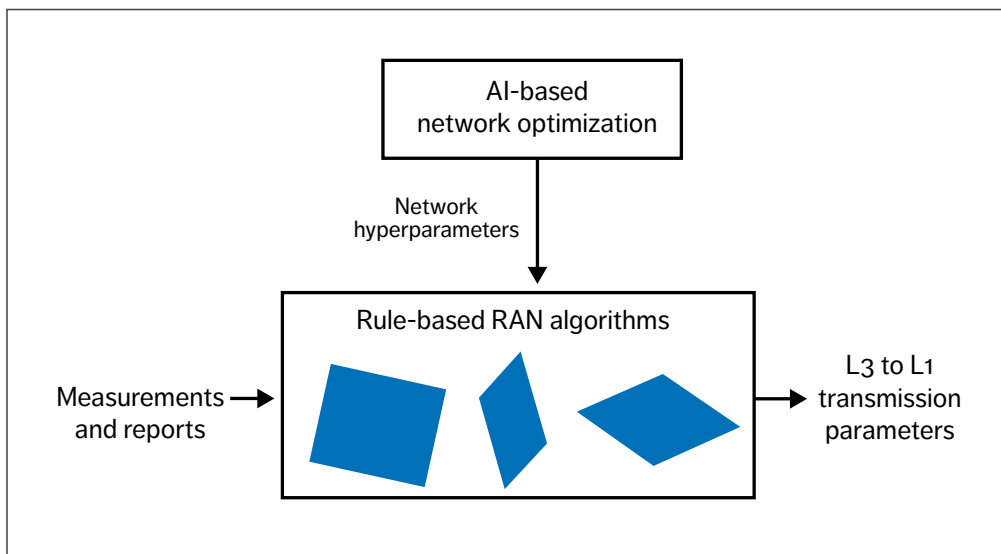 AI-based
network optimization
Network
hyperparameters
Rule-based RAN algorithms
Measurements
and reports
L3 to L1
transmission
parameters